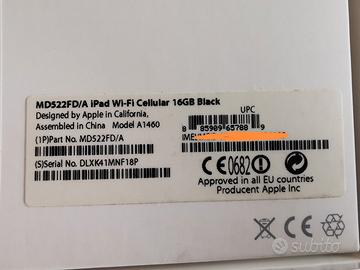 MD522FD/A iPad Wi-Fi Cellular 16GB Black
Designed by Apple in California,
Assembled in China Model A1460
(1P)Part No. MD522FD/A
(S)Serial No. DLXK41MNF18P
UPC
8 85909 65788 9
CE0682
Approved in
all EU countries
Producent Apple Inc
subito